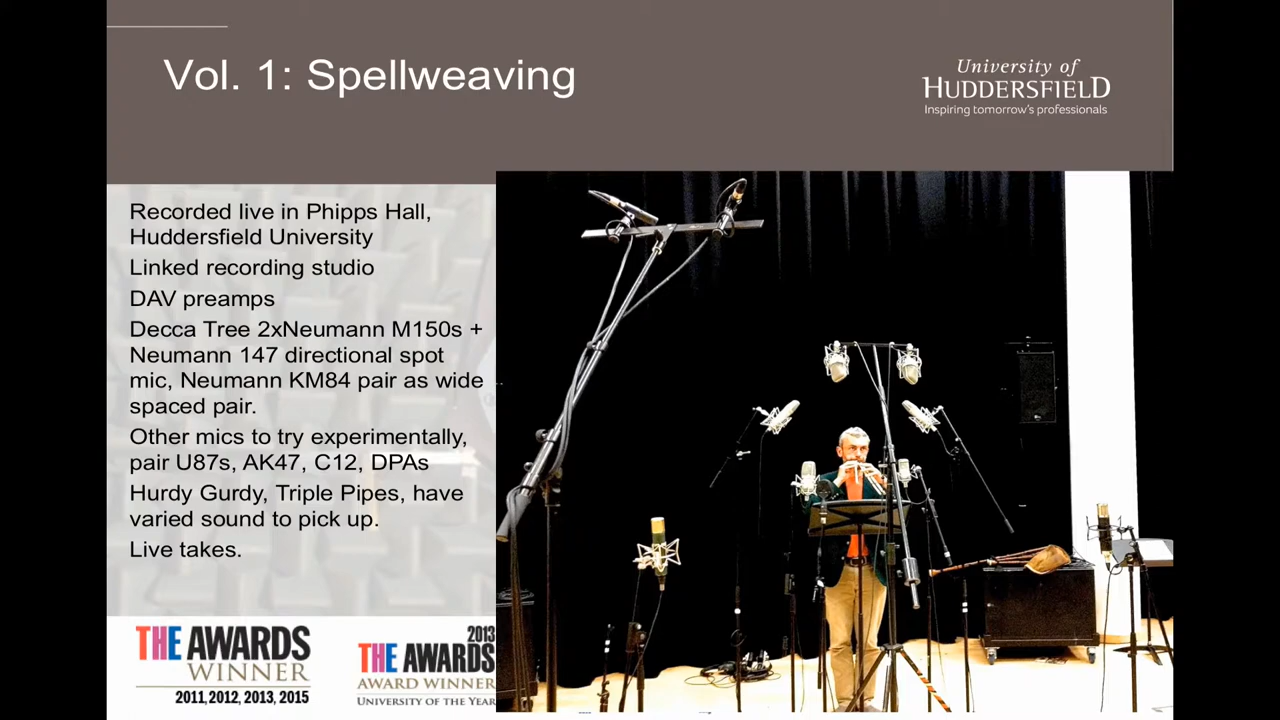 Vol. 1: Spellweaving
University of
HUDDERSFIELD
Inspiring tomorrow's professionals
Recorded live in Phipps Hall,
Huddersfield University
Linked recording studio
DAV preamps
Decca Tree 2xNeumann M150s +
Neumann 147 directional spot
mic, Neumann KM84 pair as wide
spaced pair.
Other mics to try experimentally,
pair U87s, AK47, C12, DPAs
Hurdy Gurdy, Triple Pipes, have
varied sound to pick up.
Live takes.
THE AWARDS
WINNER
2011, 2012, 2013, 2015
2013
THE AWARDS
AWARD WINNER
UNIVERSITY OF THE YEAR